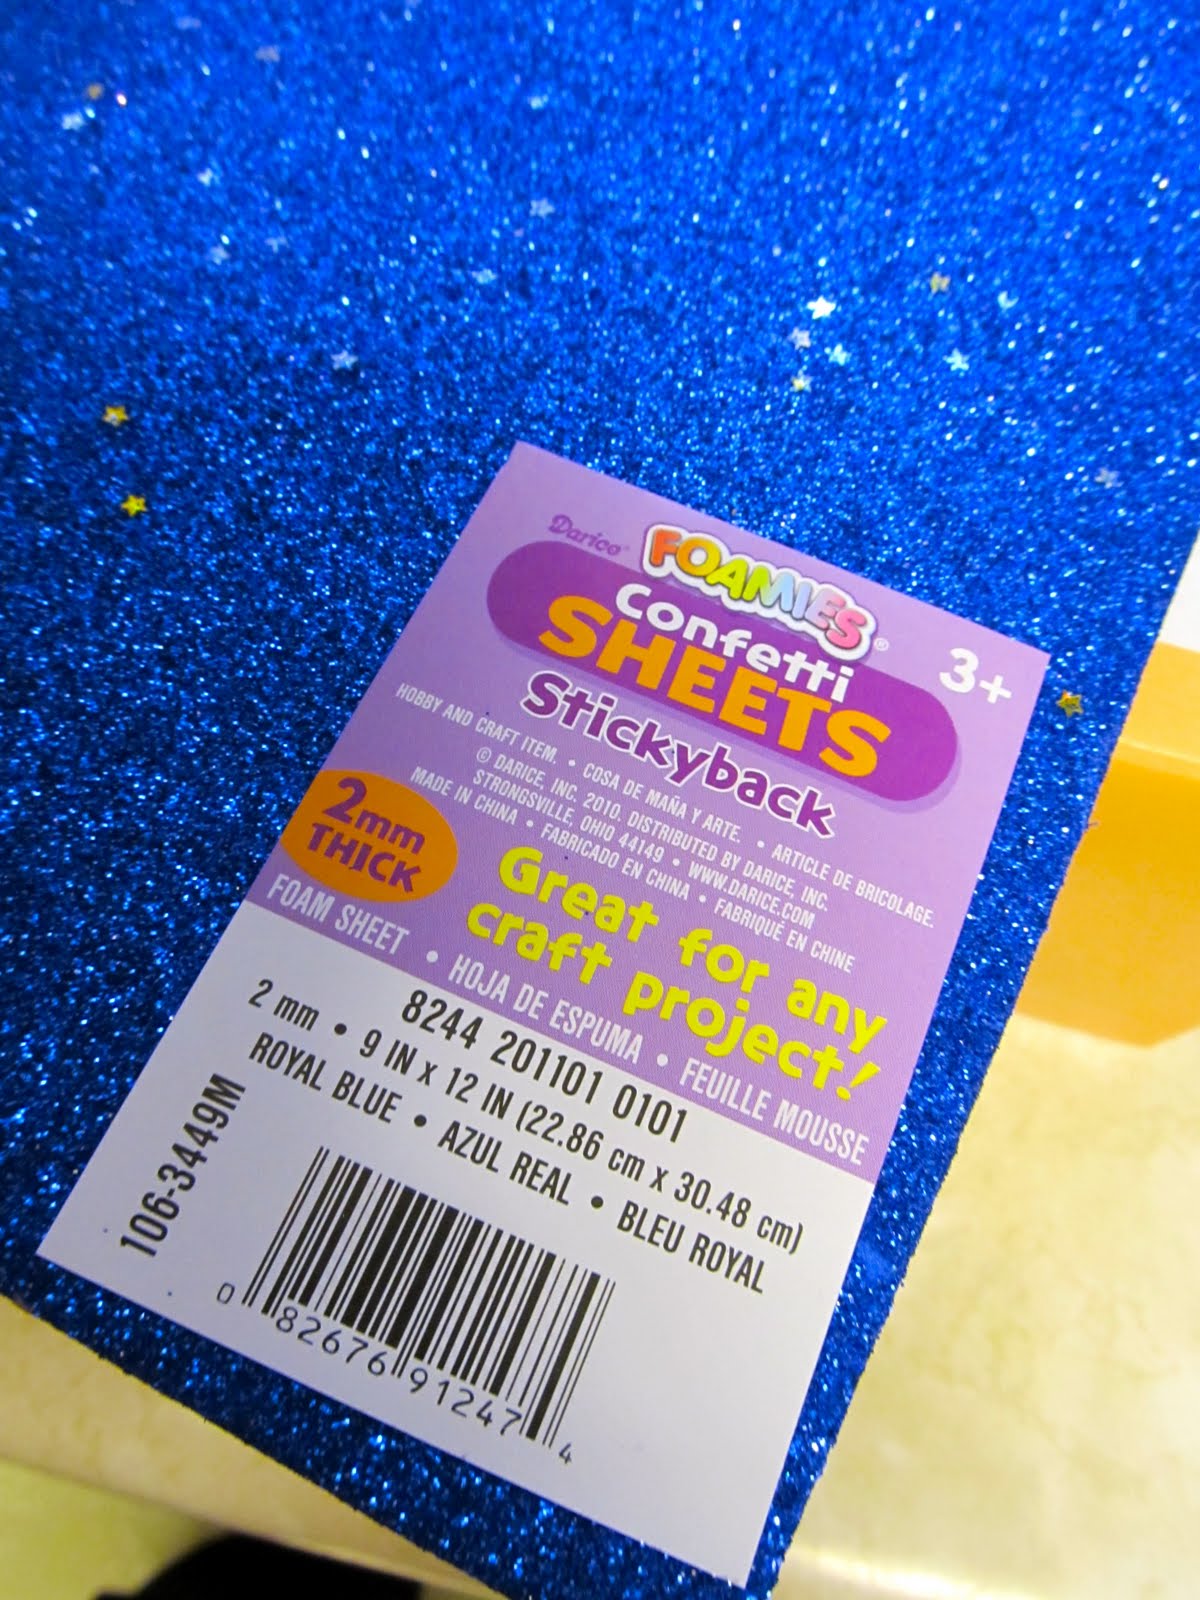 Darice®
FOAMIES®
Confetti
SHEETS
3+
Stickyback
HOBBY AND CRAFT ITEM. • COSA DE MAÑA Y ARTE. • ARTICLE DE BRICOLAGE.
© DARICE, INC. 2010. DISTRIBUTED BY DARICE, INC.
STRONGSVILLE, OHIO 44149 • WWW.DARICE.COM
MADE IN CHINA • FABRICADO EN CHINA • FABRIQUÉ EN CHINE
2mm
THICK
Great for any
craft project!
FOAM SHEET • HOJA DE ESPUMA • FEUILLE MOUSSE
8244 201101 0101
2 mm • 9 IN x 12 IN (22.86 cm x 30.48 cm)
ROYAL BLUE • AZUL REAL • BLEU ROYAL
106-3449M
0 82676 91247 4